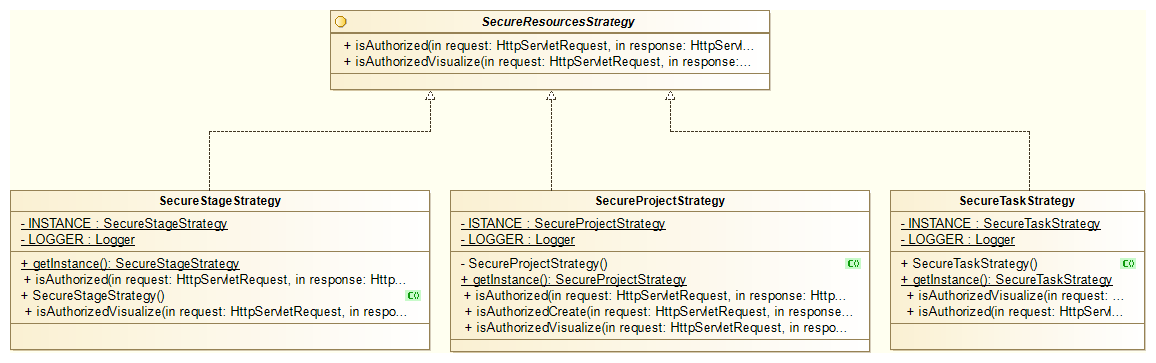 SecureResourcesStrategy
+ isAuthorized(in request: HttpServletRequest, in response: HttpServl...
+ isAuthorizedVisualize(in request: HttpServletRequest, in response:...
SecureStageStrategy
- INSTANCE : SecureStageStrategy
- LOGGER : Logger
+ getInstance(): SecureStageStrategy
+ isAuthorized(in request: HttpServletRequest, in response: Http...
+ SecureStageStrategy()
C()
+ isAuthorizedVisualize(in request: HttpServletRequest, in respo...
SecureProjectStrategy
- ISTANCE : SecureProjectStrategy
- LOGGER : Logger
- SecureProjectStrategy()
C()
+ getInstance(): SecureProjectStrategy
+ isAuthorized(in request: HttpServletRequest, in response: Http...
+ isAuthorizedCreate(in request: HttpServletRequest, in response...
+ isAuthorizedVisualize(in request: HttpServletRequest, in respo...
SecureTaskStrategy
- INSTANCE : SecureTaskStrategy
- LOGGER : Logger
+ SecureTaskStrategy()
C()
+ getInstance(): SecureTaskStrategy
+ isAuthorizedVisualize(in request: ...
+ isAuthorized(in request: HttpServl...